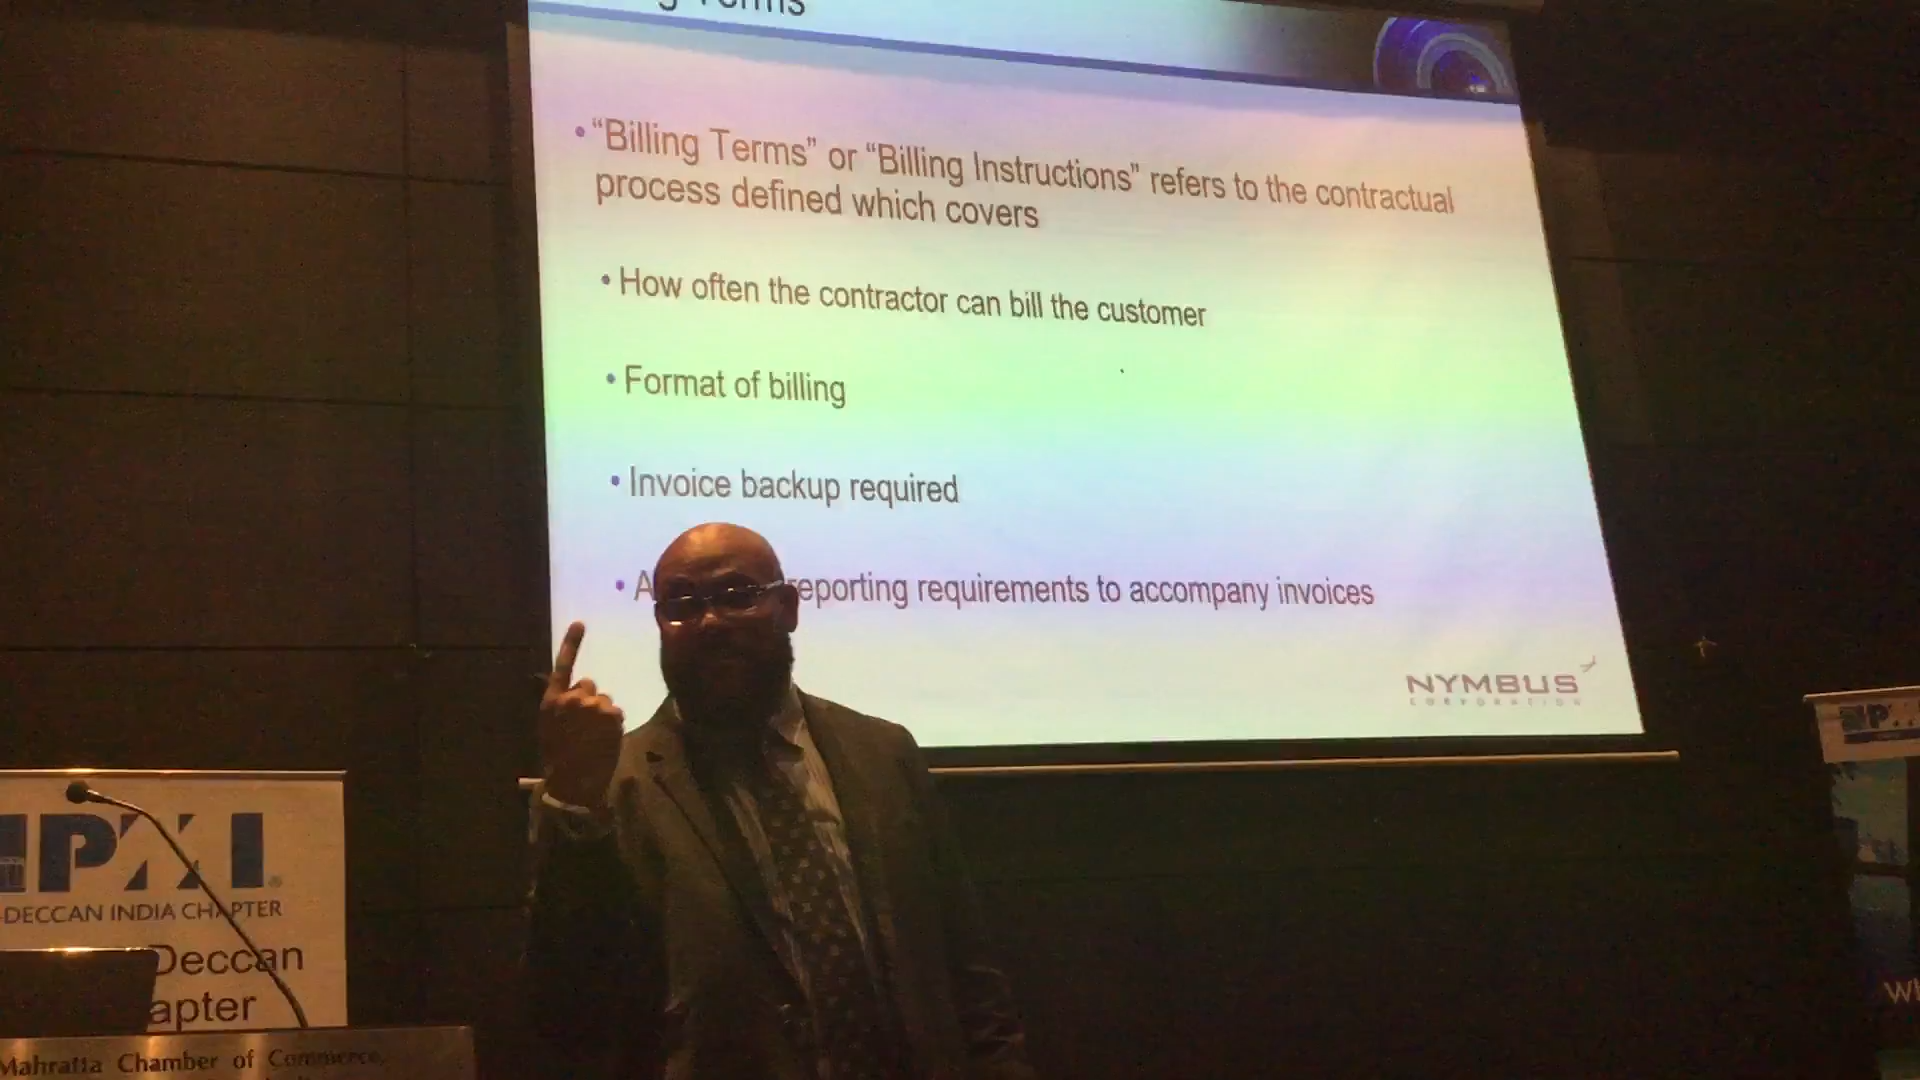 Terms
• “Billing Terms” or “Billing Instructions” refers to the contractual
process defined which covers
• How often the contractor can bill the customer
• Format of billing
• Invoice backup required
• A reporting requirements to accompany invoices
NYMBUS
CORPORATION
PMI
-DECCAN INDIA CHAPTER
Deccan
apter
Mahratta Chamber of Commerce,